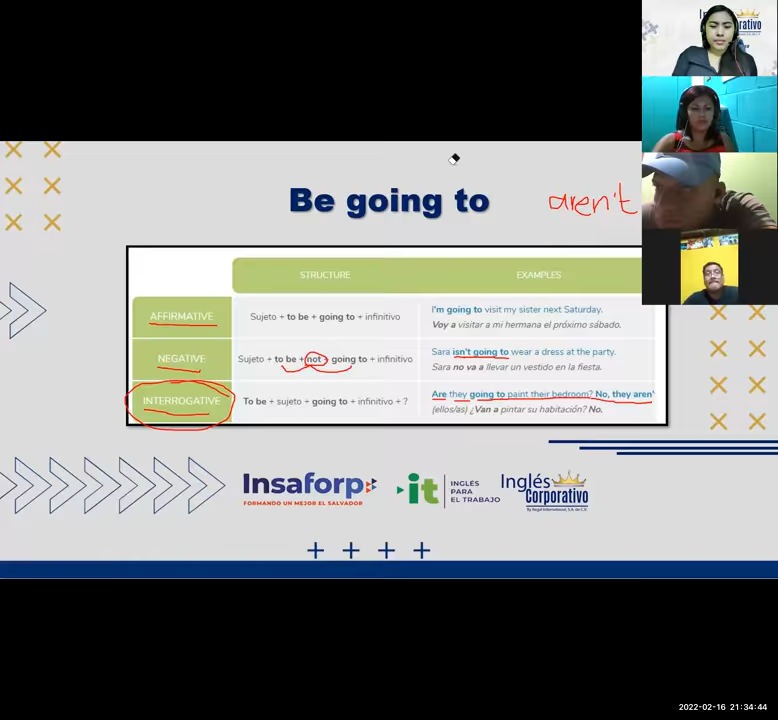 Be going to
aren't
STRUCTURE
EXAMPLES
AFFIRMATIVE
Sujeto + to be + going to + infinitivo
I'm going to visit my sister next Saturday.
Voy a visitar a mi hermana el próximo sábado.
NEGATIVE
Sujeto + to be + not + going to + infinitivo
Sara isn't going to wear a dress at the party.
Sara no va a llevar un vestido en la fiesta.
INTERROGATIVE
To be + sujeto + going to + infinitivo + ?
Are they going to paint their bedroom? No, they aren'
(ellos/as) ¿Van a pintar su habitación? No.
Insaforp
FORMANDO UN MEJOR EL SALVADOR
it
INGLÉS
PARA
EL TRABAJO
Inglés
Corporativo
By Regal International, S.A. de C.V.
2022-02-16 21:34:44